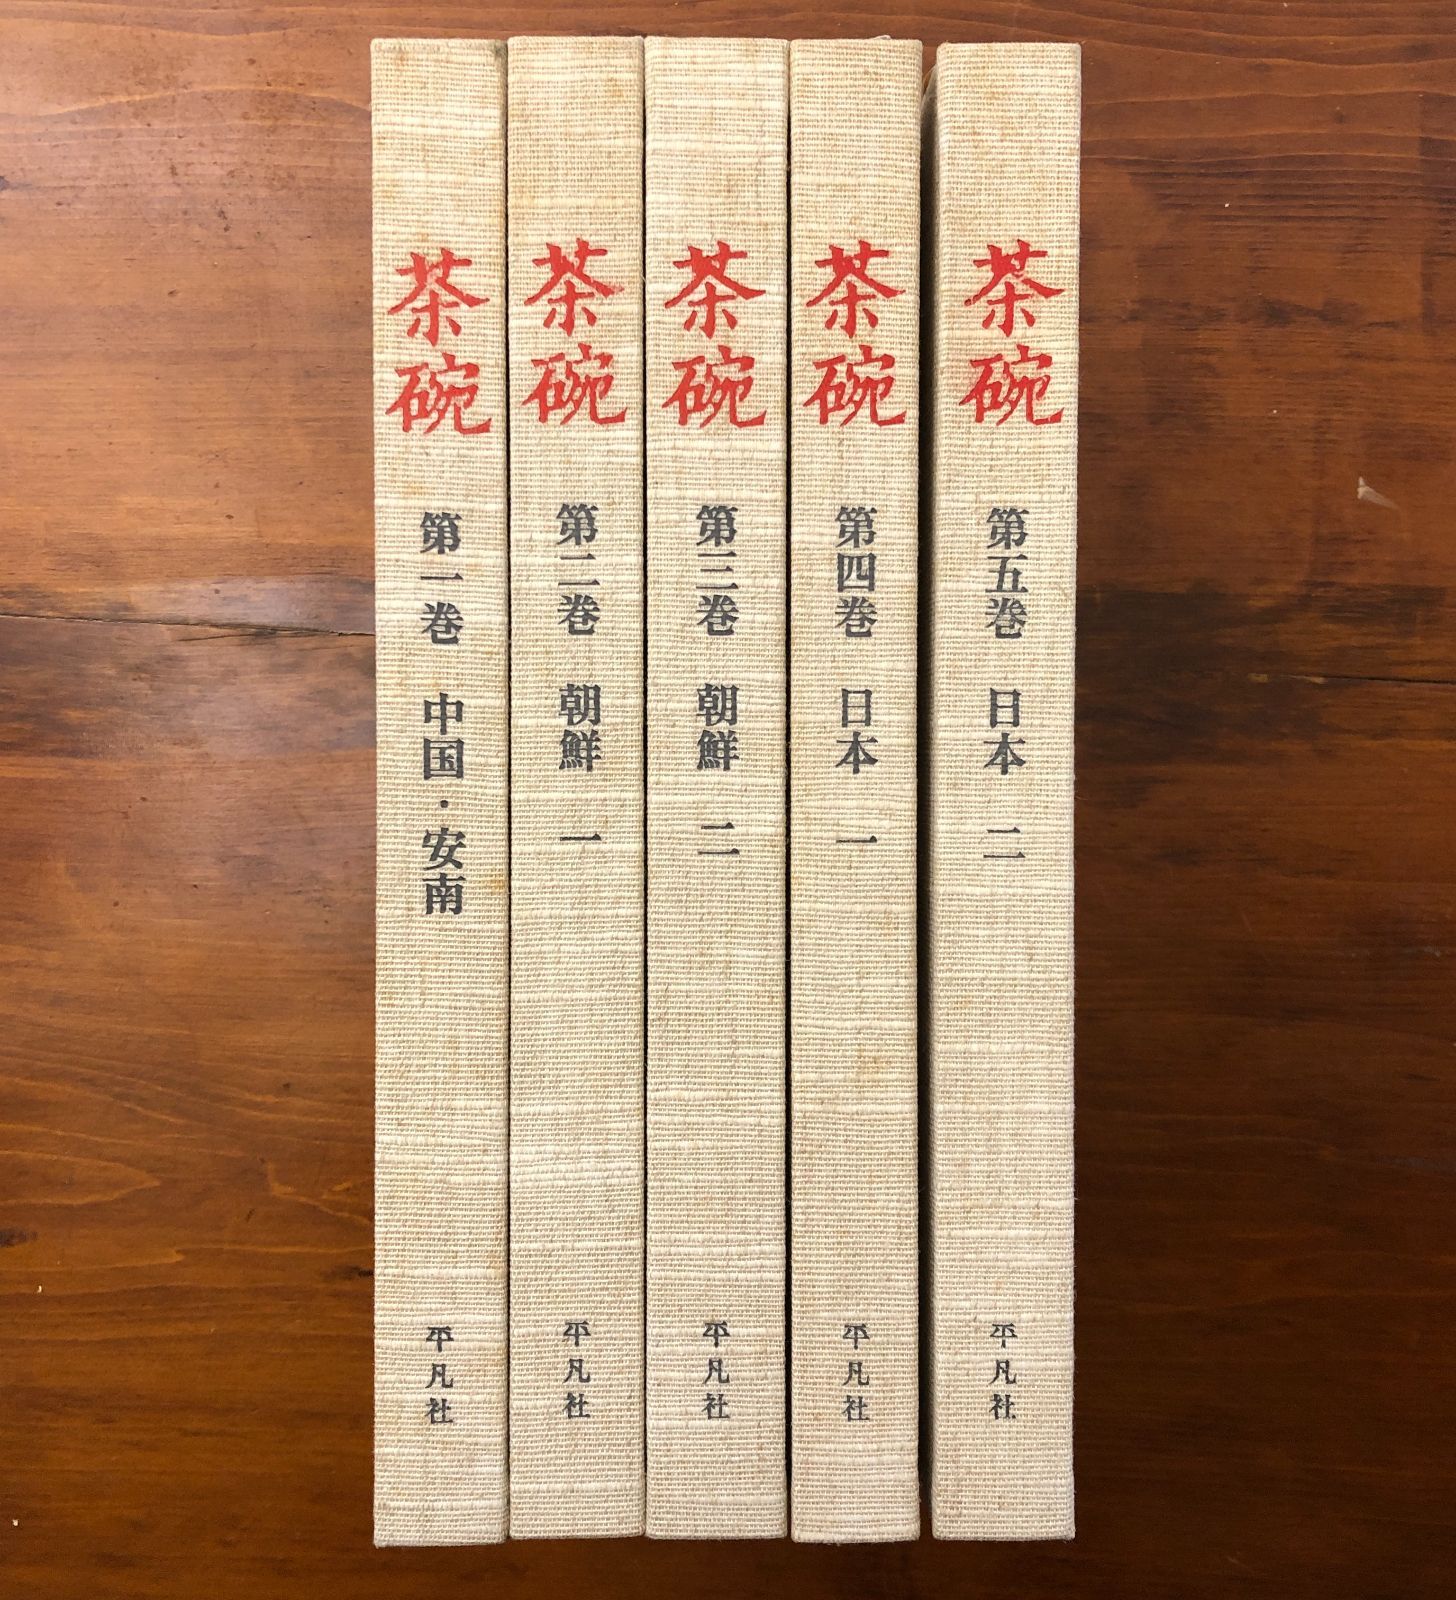 茶碗
第一巻 中国・安南
平凡社
茶碗
第二巻 朝鮮 一
平凡社
茶碗
第三巻 朝鮮 二
平凡社
茶碗
第四巻 日本 一
平凡社
茶碗
第五巻 日本 二
平凡社